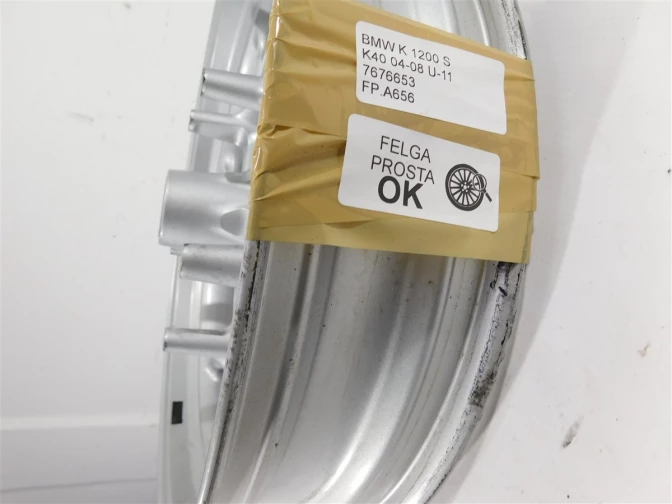 BMW K 1200 S
K40 04-08 U-11
7676653
FP.A656
FELGA
PROSTA
OK